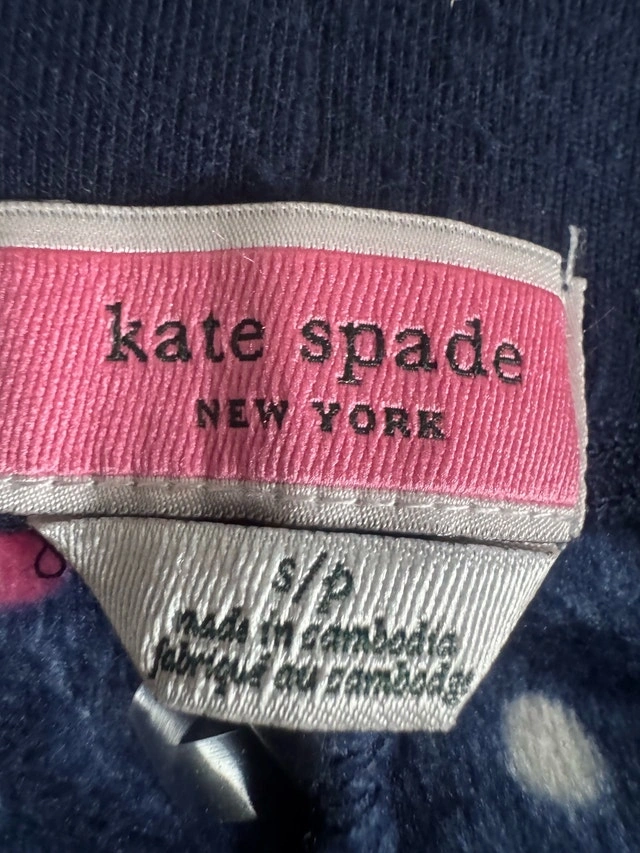 kate spade
NEW YORK
s/p
made in cambodia
fabriqué au cambodge